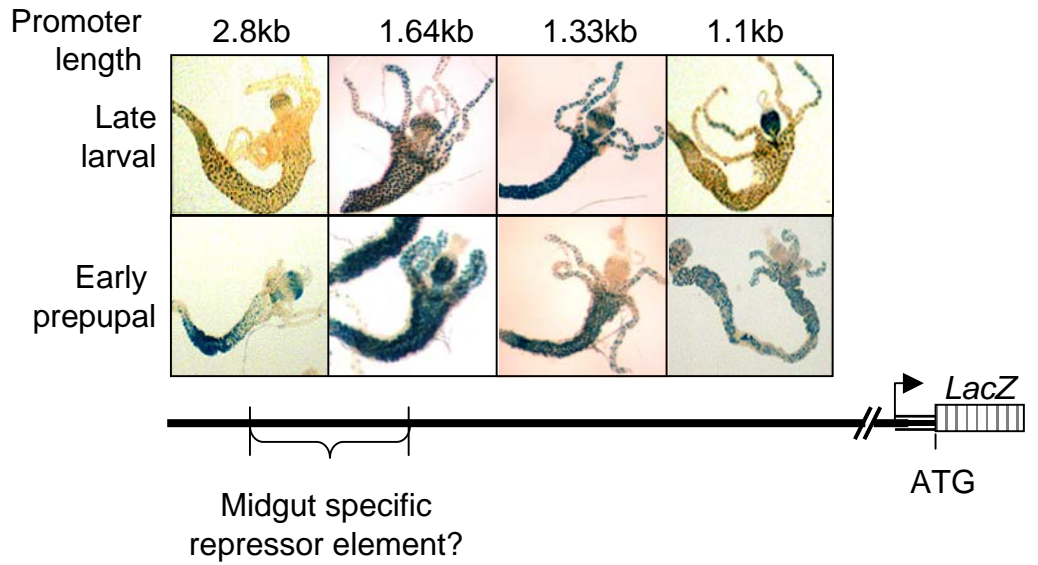 Promoter
length
2.8kb
1.64kb
1.33kb
1.1kb
Late
larval
Early
prepupal
LacZ
ATG
Midgut specific
repressor element?